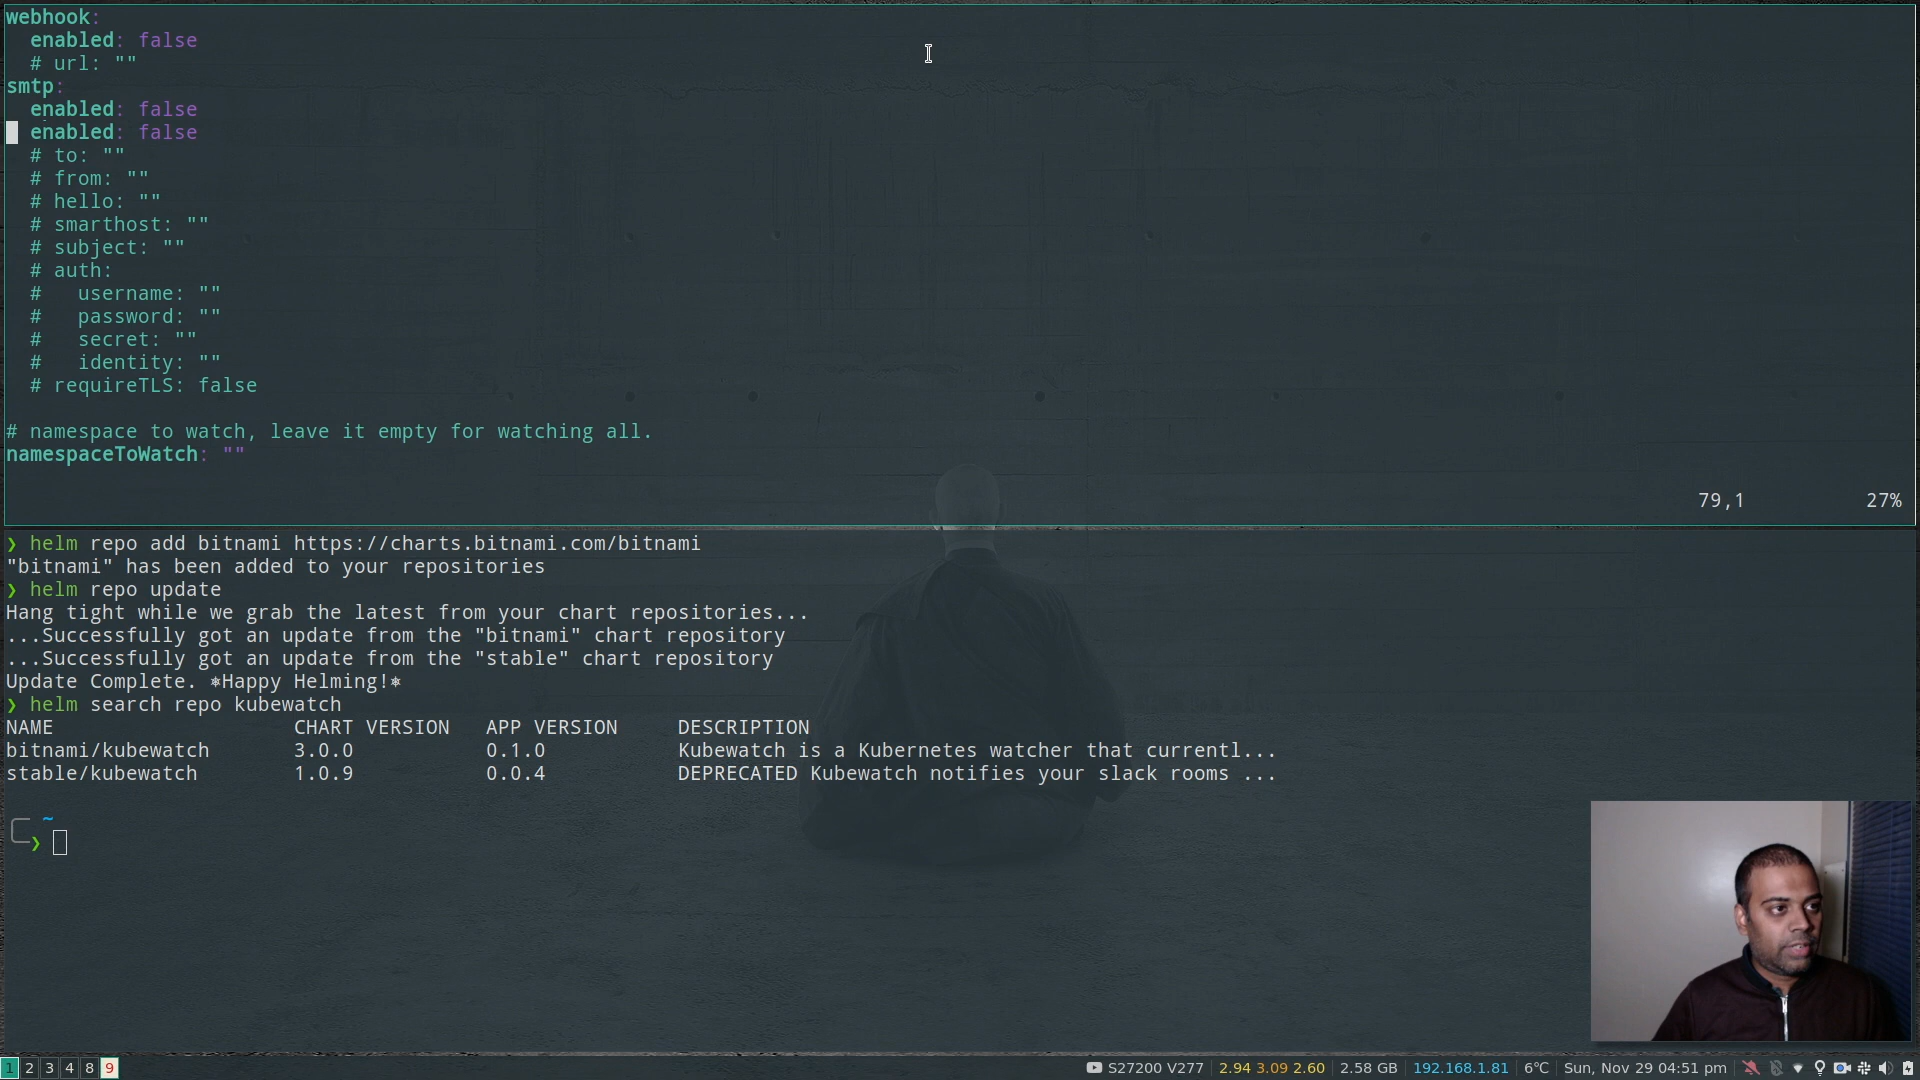 webhook:
  enabled: false
  # url: ""
smtp:
  enabled: false
  enabled: false
  # to: ""
  # from: ""
  # hello: ""
  # smarthost: ""
  # subject: ""
  # auth:
  #   username: ""
  #   password: ""
  #   secret: ""
  #   identity: ""
  # requireTLS: false

# namespace to watch, leave it empty for watching all.
namespaceToWatch: ""
79,1 27%
❯ helm repo add bitnami https://charts.bitnami.com/bitnami
"bitnami" has been added to your repositories
❯ helm repo update
Hang tight while we grab the latest from your chart repositories...
...Successfully got an update from the "bitnami" chart repository
...Successfully got an update from the "stable" chart repository
Update Complete. ⎈Happy Helming!⎈
❯ helm search repo kubewatch
NAME CHART VERSION APP VERSION DESCRIPTION
bitnami/kubewatch 3.0.0 0.1.0 Kubewatch is a Kubernetes watcher that currentl...
stable/kubewatch 1.0.9 0.0.4 DEPRECATED Kubewatch notifies your slack rooms ...
~
❯
1 2 3 4 8 9 S27200 V277 2.94 3.09 2.60 2.58 GB 192.168.1.81 6°C Sun, Nov 29 04:51 pm